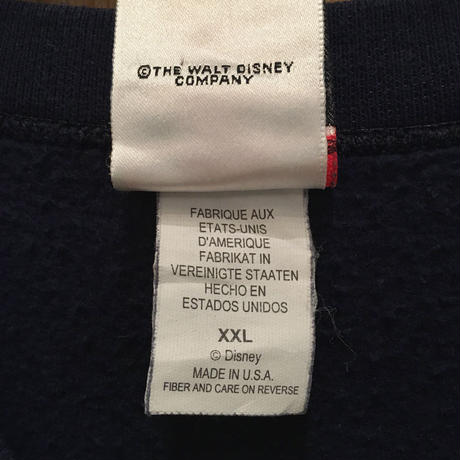 ©THE WALT DISNEY
COMPANY
FABRIQUE AUX
ETATS-UNIS
D'AMERIQUE
FABRIKAT IN
VEREINIGTE STAATEN
HECHO EN
ESTADOS UNIDOS
XXL
© Disney
MADE IN U.S.A.
FIBER AND CARE ON REVERSE